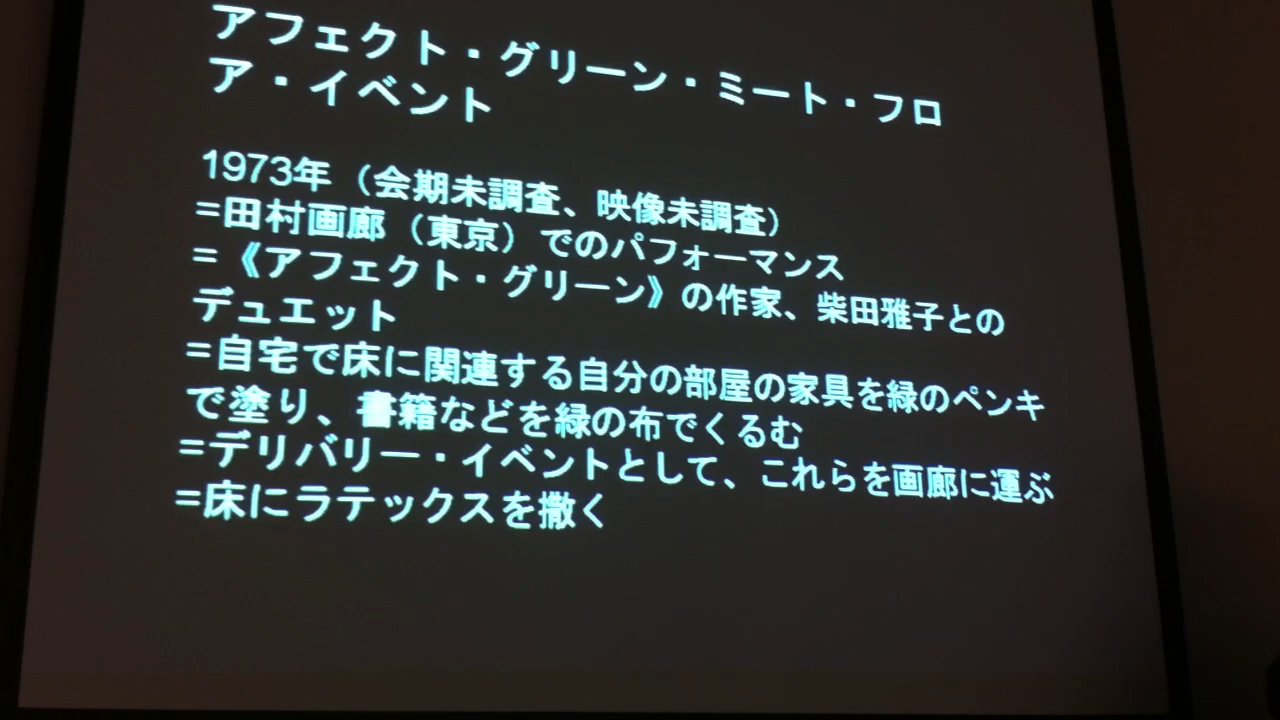 アフェクト・グリーン・ミート・フロ
ア・イベント
1973年（会期未調査、映像未調査）
=田村画廊（東京）でのパフォーマンス
=《アフェクト・グリーン》の作家、柴田雅子との
デュエット
=自宅で床に関連する自分の部屋の家具を緑のペンキ
で塗り、書籍などを緑の布でくるむ
=デリバリー・イベントとして、これらを画廊に運ぶ
=床にラテックスを撒く